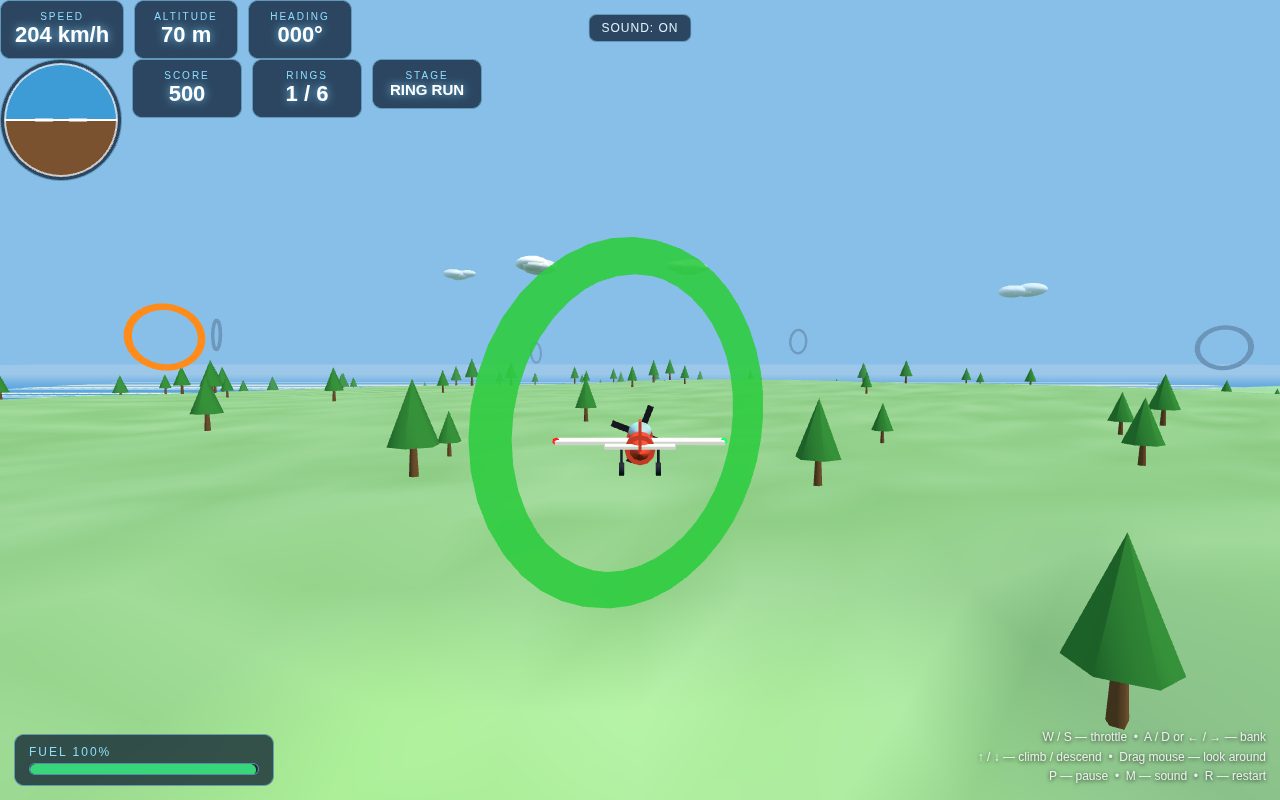 SPEED
204 km/h
ALTITUDE
70 m
HEADING
000°
SOUND: ON
SCORE
500
RINGS
1 / 6
STAGE
RING RUN
FUEL 100%
W / S — throttle • A / D or ← / → — bank
↑ / ↓ — climb / descend • Drag mouse — look around
P — pause • M — sound • R — restart